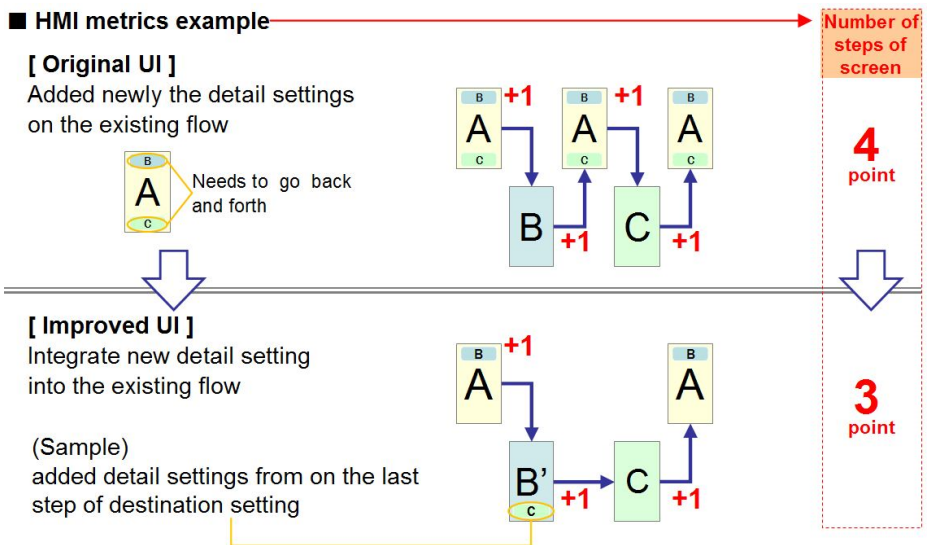 ■ HMI metrics example
Number of
steps of
screen
[ Original UI ]
Added newly the detail settings
on the existing flow
B
A
C
Needs to go back
and forth
B
A
C
+1
B
+1
B
A
C
+1
C
+1
B
A
C
4
point
[ Improved UI ]
Integrate new detail setting
into the existing flow
(Sample)
added detail settings from on the last
step of destination setting
B
A
+1
B’
C
+1
C
+1
B
A
3
point